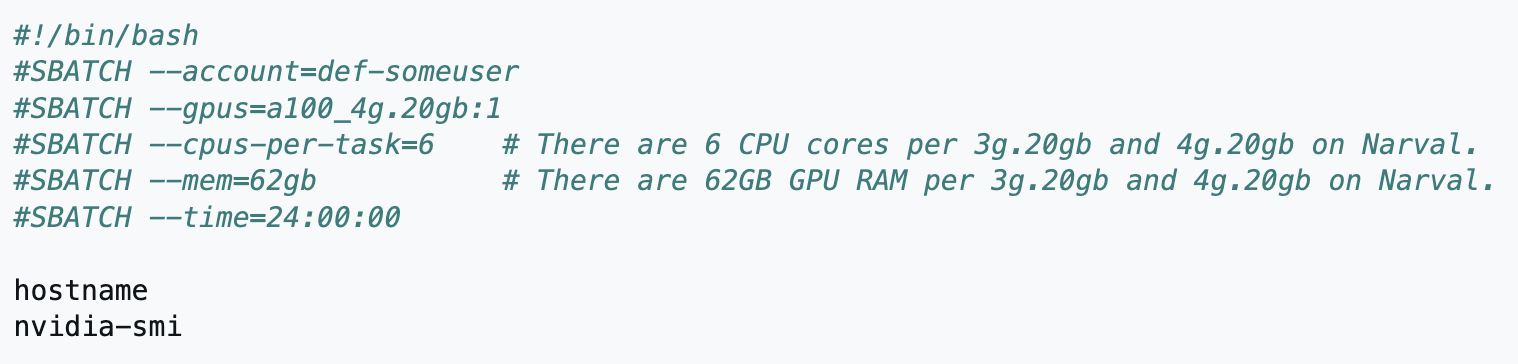 #!/bin/bash
#SBATCH --account=def-someuser
#SBATCH --gpus=a100_4g.20gb:1
#SBATCH --cpus-per-task=6    # There are 6 CPU cores per 3g.20gb and 4g.20gb on Narval.
#SBATCH --mem=62gb           # There are 62GB GPU RAM per 3g.20gb and 4g.20gb on Narval.
#SBATCH --time=24:00:00

hostname
nvidia-smi